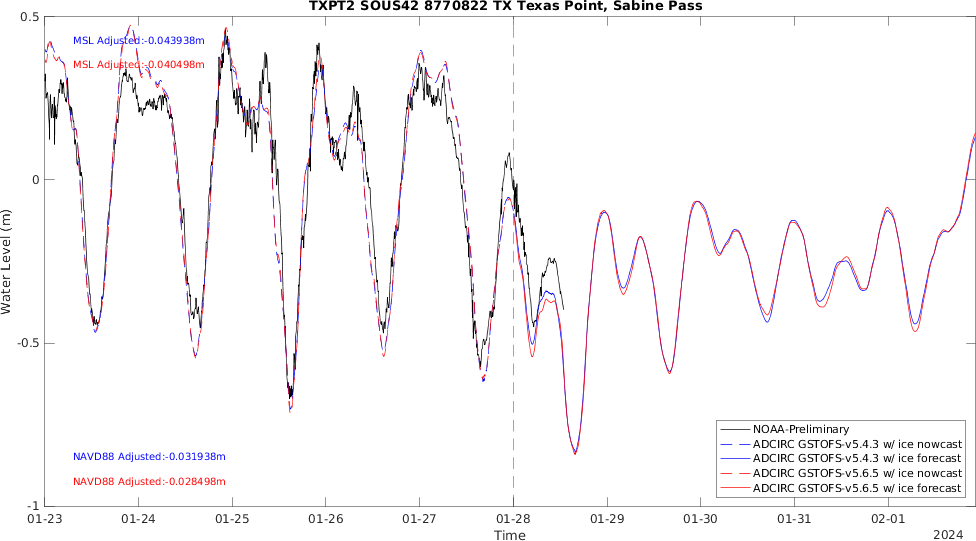 TXPT2 SOUS42 8770822 TX Texas Point, Sabine Pass
0.5
MSL Adjusted:-0.043938m
MSL Adjusted:-0.040498m
0
Water Level (m)
-0.5
NOAA-Preliminary
ADCIRC GSTOFS-v5.4.3 w/ ice nowcast
ADCIRC GSTOFS-v5.4.3 w/ ice forecast
ADCIRC GSTOFS-v5.6.5 w/ ice nowcast
ADCIRC GSTOFS-v5.6.5 w/ ice forecast
NAVD88 Adjusted:-0.031938m
NAVD88 Adjusted:-0.028498m
-1
01-23 01-24 01-25 01-26 01-27 01-28 01-29 01-30 01-31 02-01
Time
2024